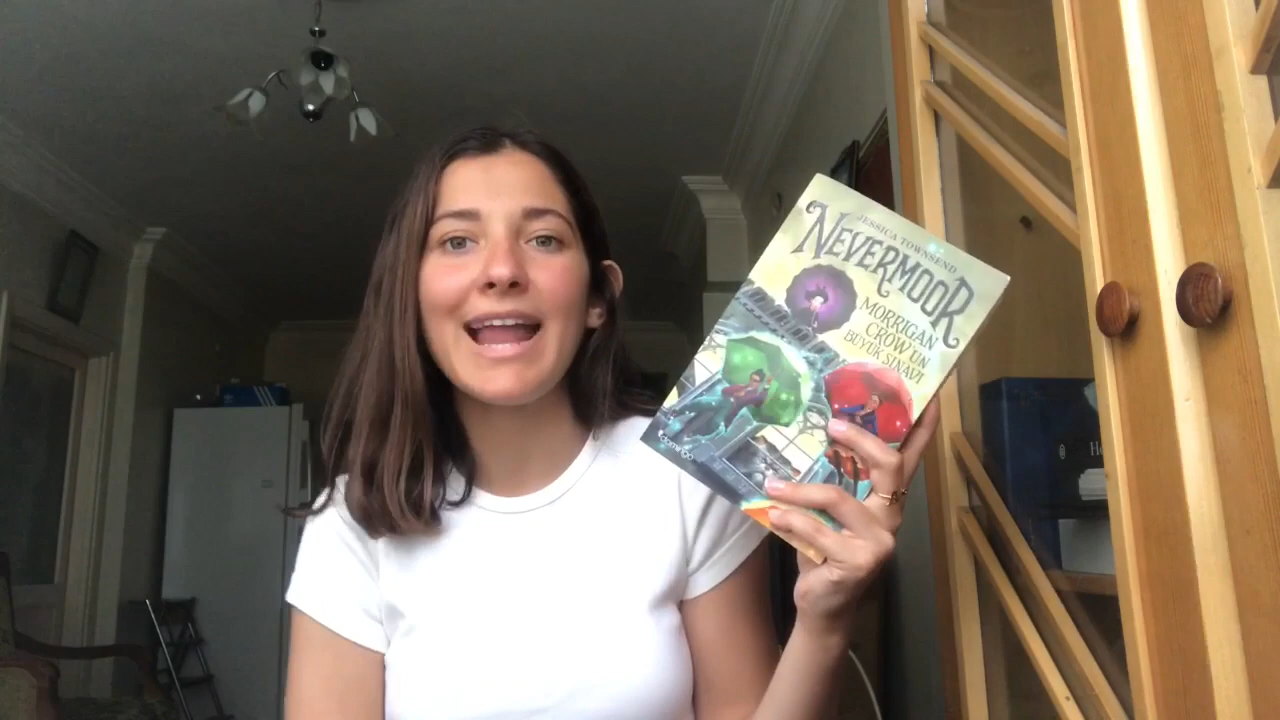 JESSICA TOWNSEND
NEVERMOOR
MORRIGAN
CROW'UN
BÜYÜK SINAVI
domingo